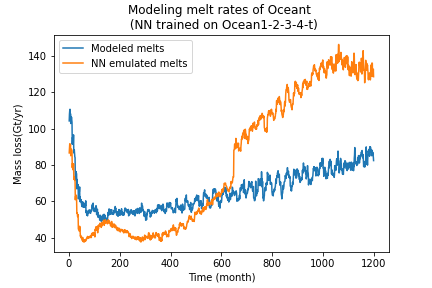 Modeling melt rates of Oceant
(NN trained on Ocean1-2-3-4-t)
Modeled melts
NN emulated melts
Mass loss(Gt/yr)
140
120
100
80
60
40
0
200
400
600
800
1000
1200
Time (month)